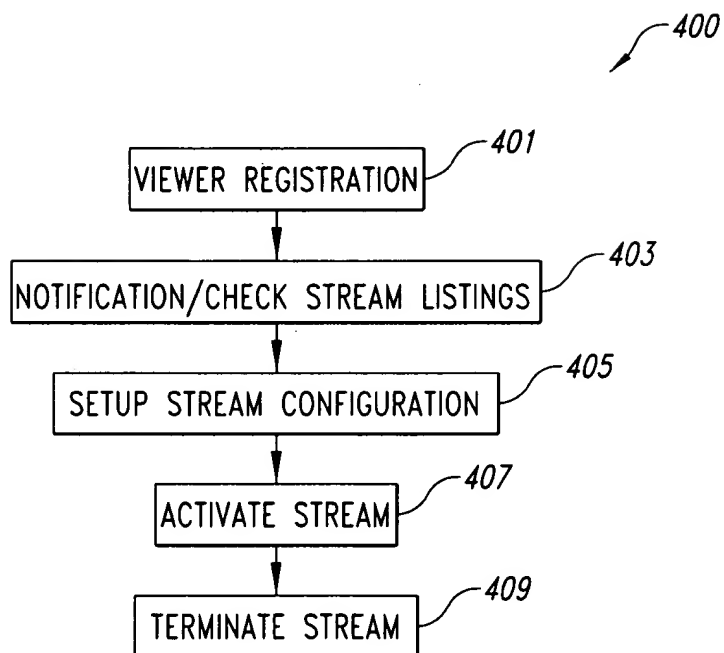 400
401
VIEWER REGISTRATION
403
NOTIFICATION/CHECK STREAM LISTINGS
405
SETUP STREAM CONFIGURATION
407
ACTIVATE STREAM
409
TERMINATE STREAM